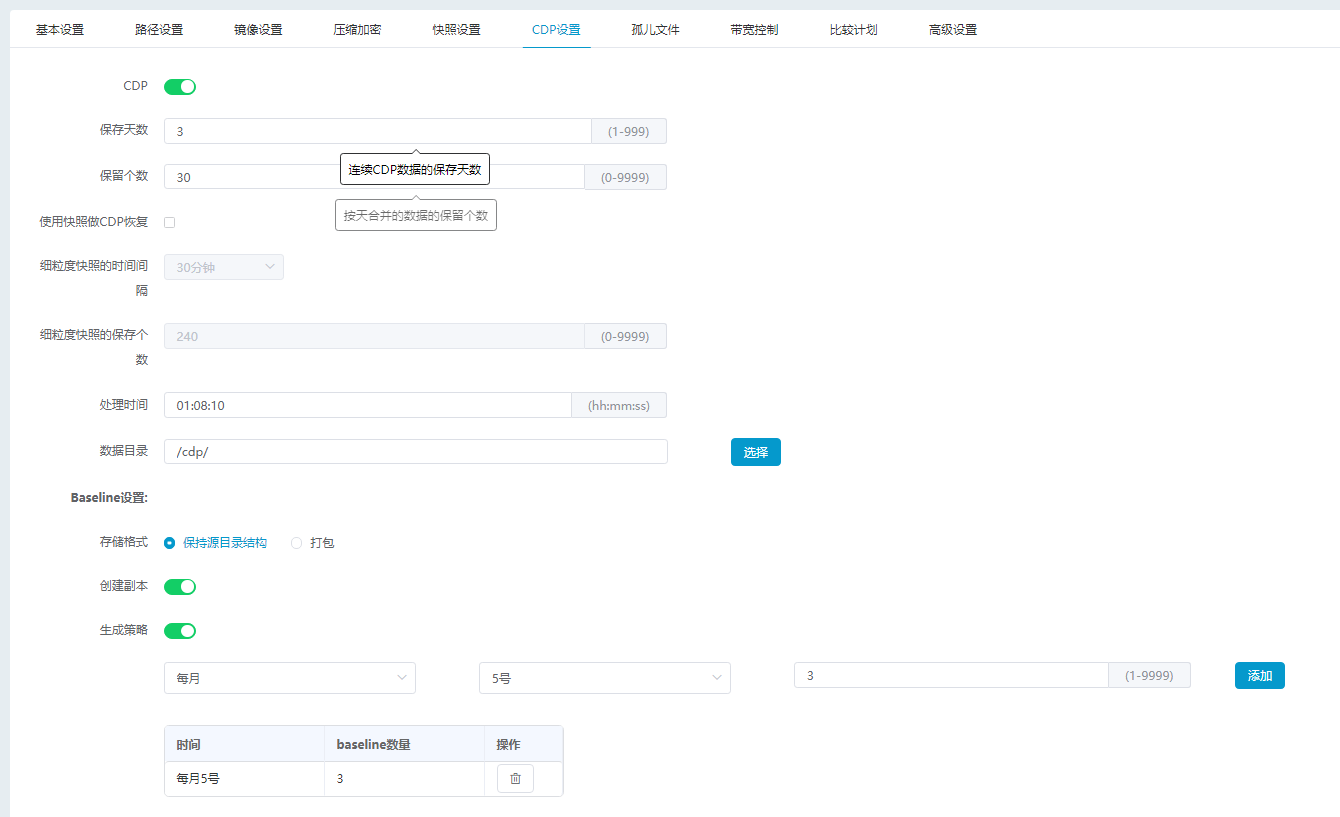 基本设置 路径设置 镜像设置 压缩加密 快照设置 CDP设置 孤儿文件 带宽控制 比较计划 高级设置
CDP
保存天数 3 (1-999)
连续CDP数据的保存天数
保留个数 30 (0-9999)
按天合并的数据的保留个数
使用快照做CDP恢复
细粒度快照的时间间
隔
30分钟
细粒度快照的保存个
数
240 (0-9999)
处理时间 01:08:10 (hh:mm:ss)
数据目录 /cdp/ 选择
Baseline设置:
存储格式 保持源目录结构 打包
创建副本
生成策略
每月 5号 3 (1-9999) 添加
时间 baseline数量 操作
每月5号 3